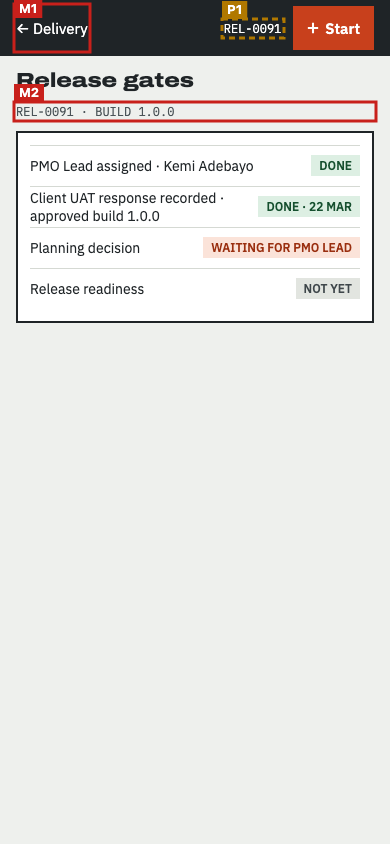 M1
← Delivery
P1
REL-0091
+ Start
Release gates
M2
REL-0091 · BUILD 1.0.0
PMO Lead assigned · Kemi Adebayo
DONE
Client UAT response recorded ·
approved build 1.0.0
DONE · 22 MAR
Planning decision
WAITING FOR PMO LEAD
Release readiness
NOT YET